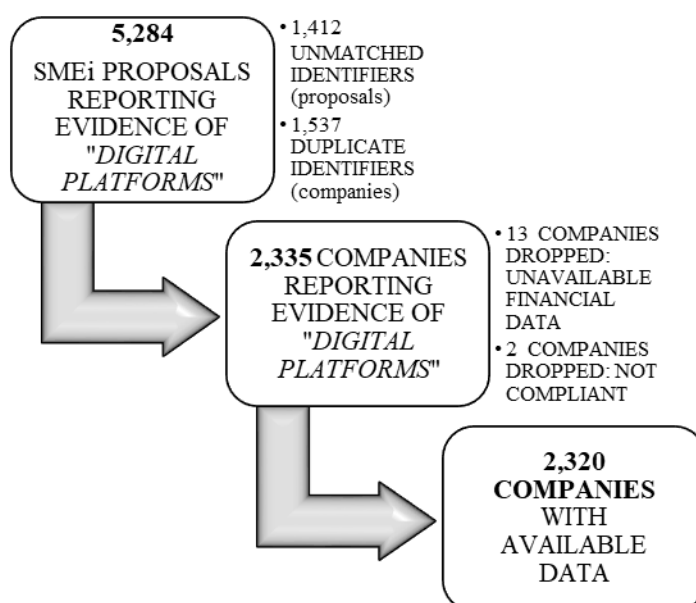 5,284
SMEi PROPOSALS
REPORTING
EVIDENCE OF
"DIGITAL
PLATFORMS"
• 1,412
UNMATCHED
IDENTIFIERS
(proposals)
• 1,537
DUPLICATE
IDENTIFIERS
(companies)
2,335 COMPANIES
REPORTING
EVIDENCE OF
"DIGITAL
PLATFORMS"
• 13 COMPANIES
DROPPED:
UNAVAILABLE
FINANCIAL
DATA
• 2 COMPANIES
DROPPED: NOT
COMPLIANT
2,320
COMPANIES
WITH
AVAILABLE
DATA